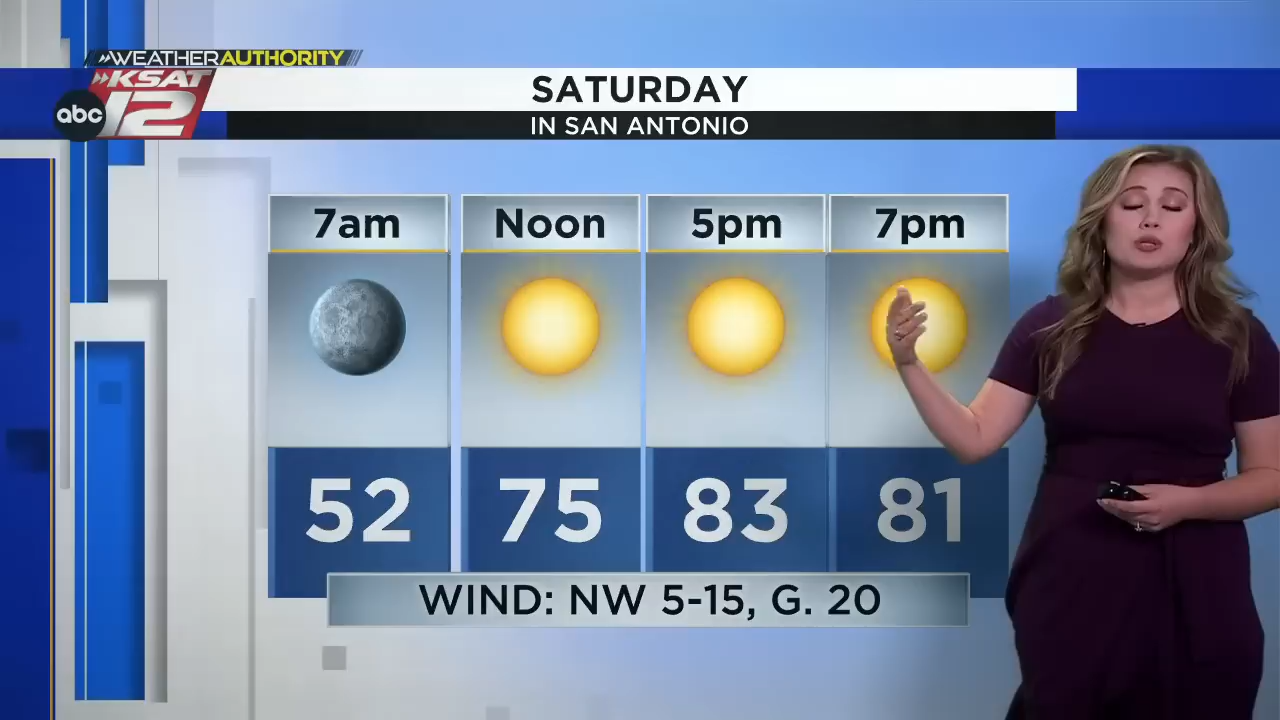 WEATHERAUTHORITY
KSAT
abc 12
SATURDAY
IN SAN ANTONIO
7am Noon 5pm 7pm
52 75 83 81
WIND: NW 5-15, G. 20